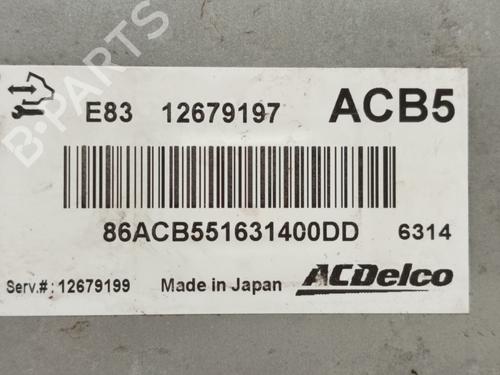 E83 12679197 ACB5
86ACB551631400DD 6314
Serv.#: 12679199 Made in Japan ACDelco
B-PARTS